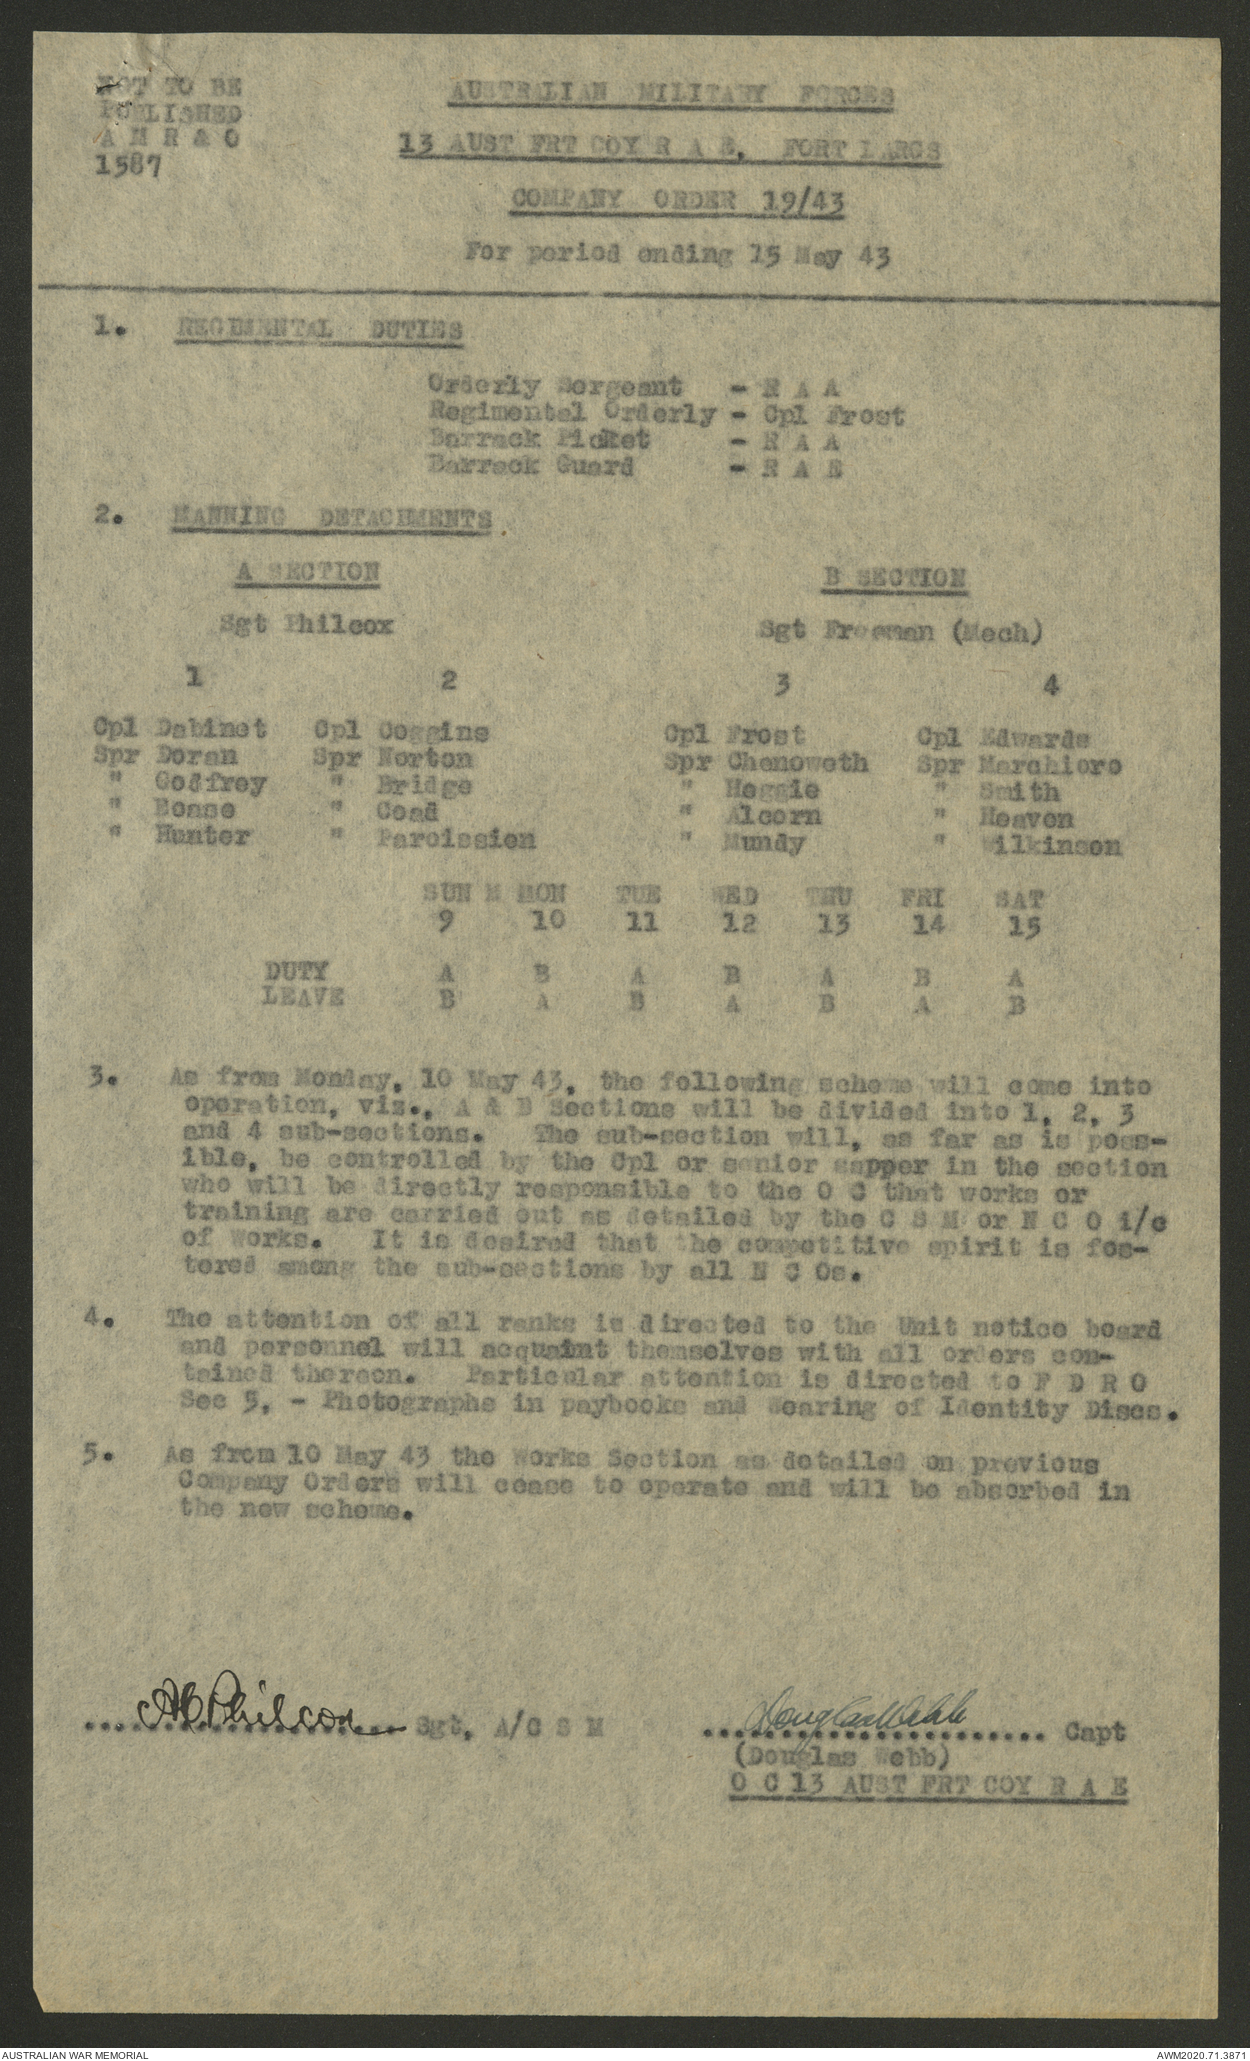 NOT TO BE
PUBLISHED
A M R & O
1587
AUSTRALIAN MILITARY FORCES
13 AUST FRT COY R A E, FORT LARGS
COMPANY ORDER 19/43
For period ending 15 May 43
1. REGIMENTAL DUTIES
Orderly Sergeant - R A A
Regimental Orderly - Cpl Frost
Barrack Picket - R A A
Barrack Guard - R A E
2. MANNING DETACHMENTS.
A SECTION B SECTION
Sgt Philcox Sgt Freeman (Mech)
1 2 3 4
Cpl Dabinet Cpl Coggins Cpl Frost Cpl Edwards
Spr Doran Spr Norton Spr Chenoweth Spr Marchioro
" Godfrey " Bridge " Heggie " Smith
" Bease " Coad " Alcorn " Heaven
" Hunter " Parcission " Mundy " Wilkinson
SUN M MON TUE WED THU FRI SAT
9 10 11 12 13 14 15
DUTY A B A B A B A
LEAVE B A B A B A B
3. As from Monday, 10 May 43, the following scheme will come into
operation, viz., A & B Sections will be divided into 1, 2, 3
and 4 sub-sections. The sub-section will, as far as is poss-
ible, be controlled by the Cpl or senior sapper in the section
who will be directly responsible to the O C that works or
training are carried out as detailed by the C S M or N C O i/c
of Works. It is desired that the competitive spirit is fos-
tered among the sub-sections by all N C Os.
4. The attention of all ranks is directed to the Unit notice board
and personnel will acquaint themselves with all orders con-
tained thereon. Particular attention is directed to F D R O
Sec 5, - Photographs in paybooks and Wearing of Identity Discs.
5. As from 10 May 43 the Works Section as detailed on previous
Company Orders will cease to operate and will be absorbed in
the new scheme.
A C Philcox Sgt, A/C S M Douglas Webb Capt
(Douglas Webb)
O C 13 AUST FRT COY R A E
AUSTRALIAN WAR MEMORIAL AWM2020.71.3871